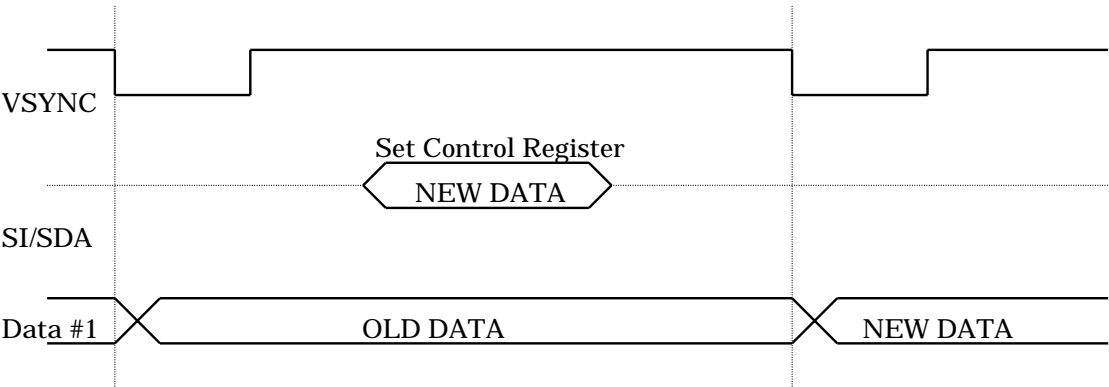 VSYNC
Set Control Register
NEW DATA
SI/SDA
Data #1
OLD DATA
NEW DATA